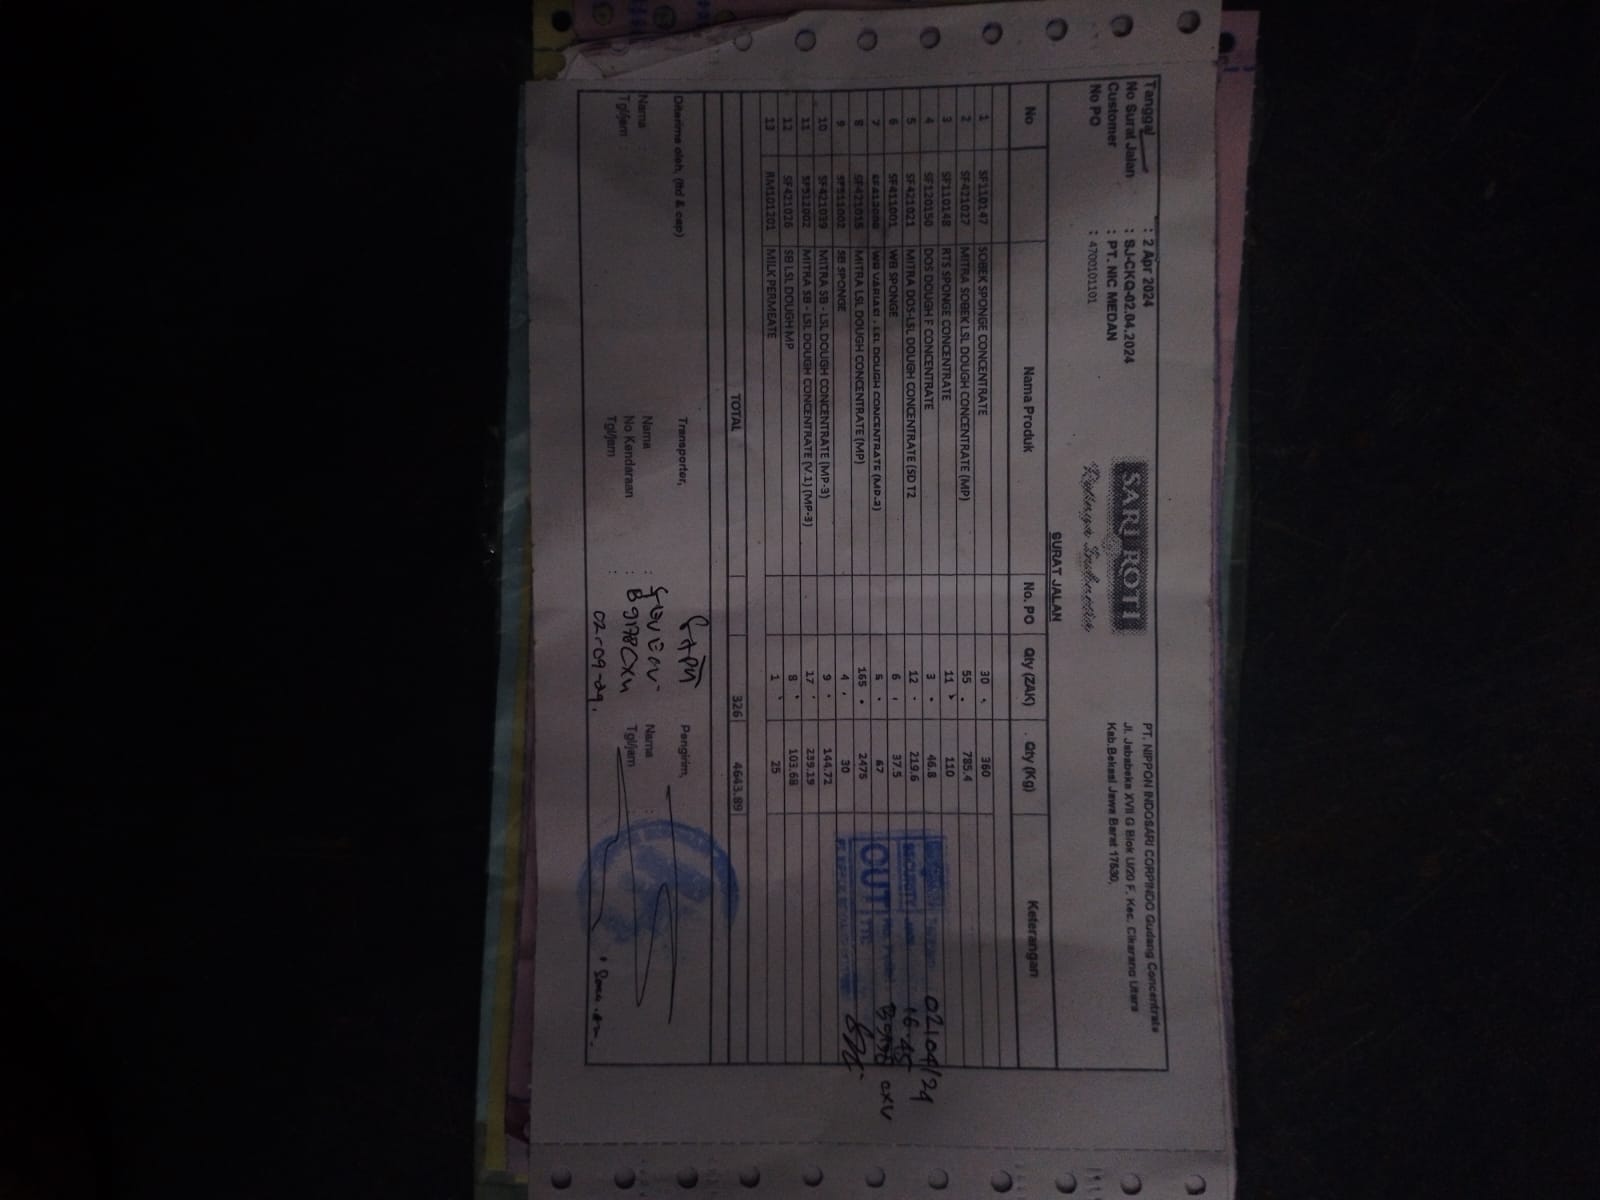 Tanggal : 2 Apr 2024
No Surat Jalan : SJ-CKQ-02.04.2024
Customer : PT. NIC MEDAN
No PO : 4700101101
SARI ROTI
PT. NIPPON INDOSARI CORPINDO Gudang Concentrate
Jl. Jababeka XVII G Blok U/20 F, Kec. Cikarang Utara
Kab.Bekasi Jawa Barat 17530,
SURAT JALAN
No Nama Produk No. PO Qty (ZAK) Qty (Kg) Keterangan
1 SF110147 SOBEK SPONGE CONCENTRATE 30 360
2 SF421027 MITRA SOBEK LSL DOUGH CONCENTRATE (MP) 55 785.4
3 SF110148 RTS SPONGE CONCENTRATE 11 110
4 SF120150 DOS DOUGH F CONCENTRATE 3 46.8
5 SF421021 MITRA DOS-LSL DOUGH CONCENTRATE (SD T2 12 219.6
6 SF411001 WB SPONGE 6 37.5
7 WB VARIASI - LSL DOUGH CONCENTRATE (MP-2) 67
8 SF421035 MITRA LSL DOUGH CONCENTRATE (MP) 165 2475
9 SF511002 SB SPONGE 4 30
10 SF421039 MITRA SB - LSL DOUGH CONCENTRATE (MP-3) 9 144.72
11 SF512002 MITRA SB - LSL DOUGH CONCENTRATE (V.1) (MP-3) 17 239.19
12 SF421026 SB LSL DOUGH MP 8 103.68
13 RM101201 MILK PERMEATE 1 25
TOTAL 326 4643.89
SECURITY
OUT
02/04/24
16.45
CXU
Diterima oleh, (ttd & cap)
Nama :
Tgl/jam :
Transporter,
Nama :
No Kendaraan : B 9178 CXU
Tgl/jam :
Pengirim,
Nama :
Tgl/jam